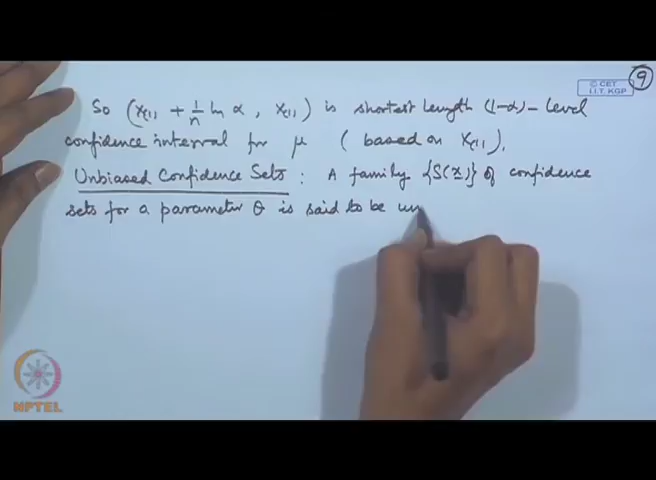 9
© CET
I.I.T. KGP
So (X(1) + 1/n ln α, X(1)) is shortest length (1-α)- level
confidence interval for μ ( based on X(1)).
Unbiased Confidence Sets : A family {S(x)} of confidence
sets for a parameter θ is said to be un
NPTEL